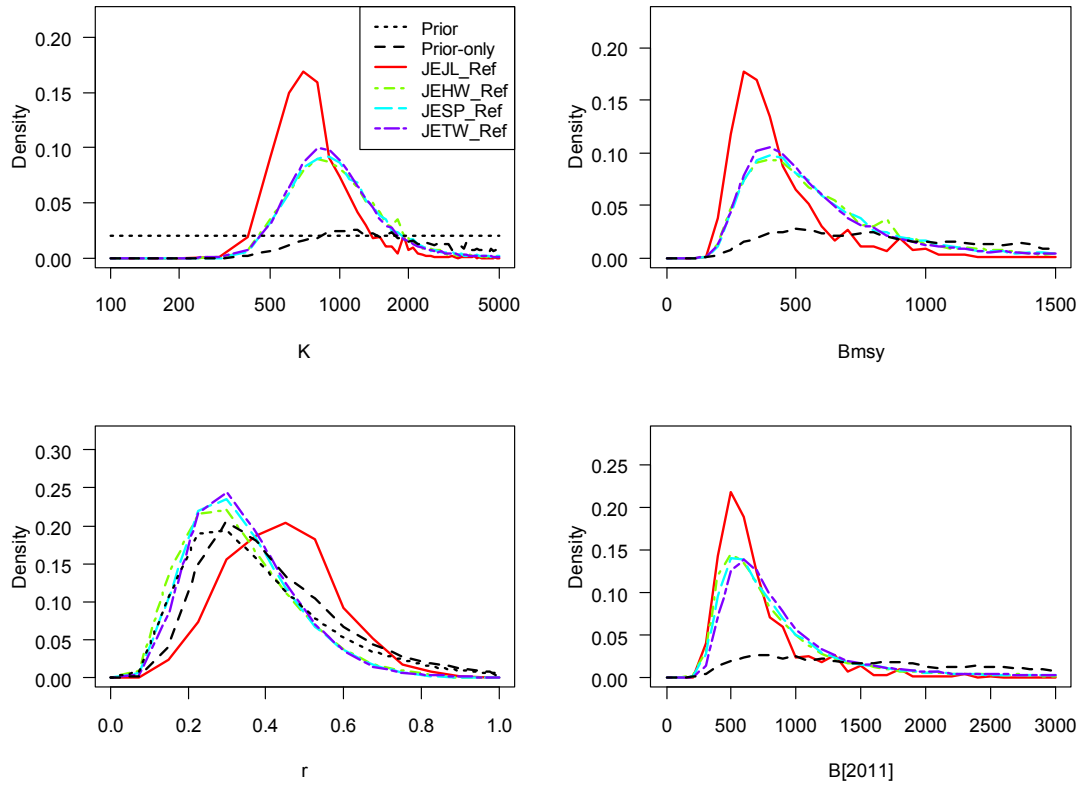 Density
0.00 0.05 0.10 0.15 0.20
100 200 500 1000 2000 5000
K
Prior
Prior-only
JEJL_Ref
JEHW_Ref
JESP_Ref
JETW_Ref
Density
0.00 0.05 0.10 0.15 0.20
0 500 1000 1500
Bmsy
Density
0.00 0.05 0.10 0.15 0.20 0.25 0.30
0.0 0.2 0.4 0.6 0.8 1.0
r
Density
0.00 0.05 0.10 0.15 0.20 0.25
0 500 1000 1500 2000 2500 3000
B[2011]